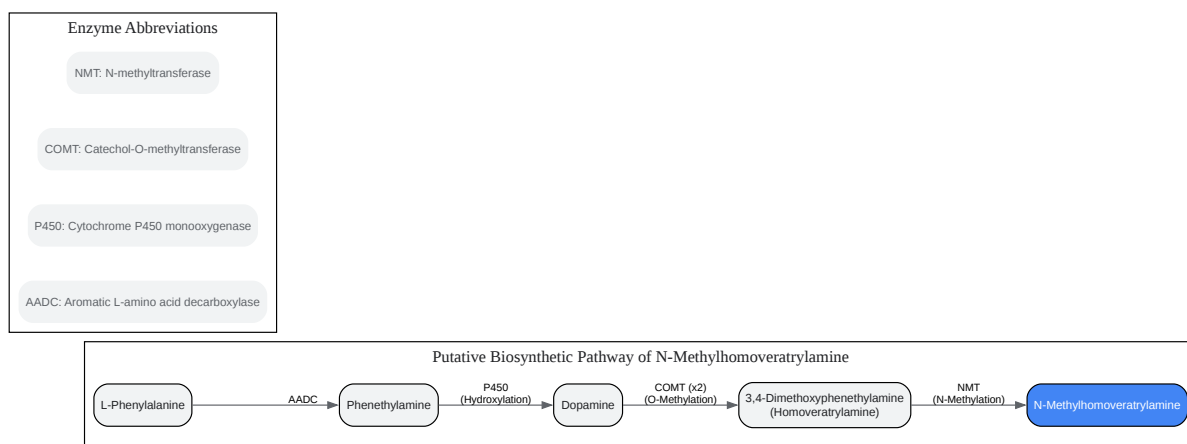 Enzyme Abbreviations
NMT: N-methyltransferase
COMT: Catechol-O-methyltransferase
P450: Cytochrome P450 monooxygenase
AADC: Aromatic L-amino acid decarboxylase
Putative Biosynthetic Pathway of N-Methylhomoveratrylamine
L-Phenylalanine
AADC
Phenethylamine
P450
(Hydroxylation)
Dopamine
COMT (x2)
(O-Methylation)
3,4-Dimethoxyphenethylamine
(Homoveratrylamine)
NMT
(N-Methylation)
N-Methylhomoveratrylamine